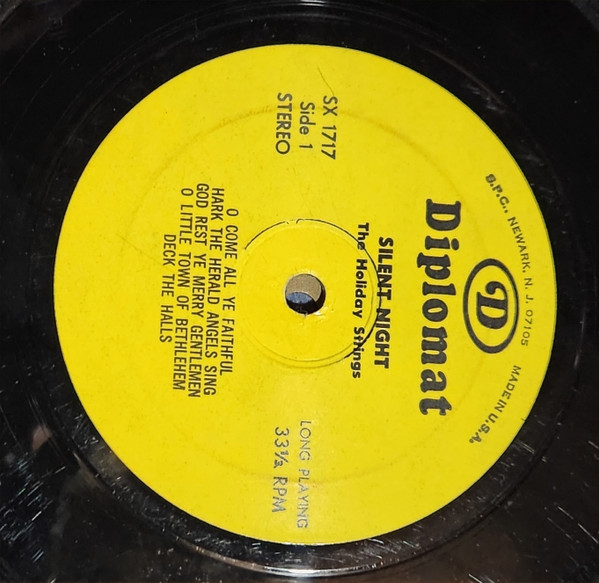 S.P.C., NEWARK, N. J. 07105
MADE IN U.S.A.
D
Diplomat
SILENT NIGHT
The Holiday Strings
SX 1717
Side 1
STEREO
LONG PLAYING
33⅓ RPM
O COME ALL YE FAITHFUL
HARK THE HERALD ANGELS SING
GOD REST YE MERRY GENTLEMEN
O LITTLE TOWN OF BETHLEHEM
DECK THE HALLS